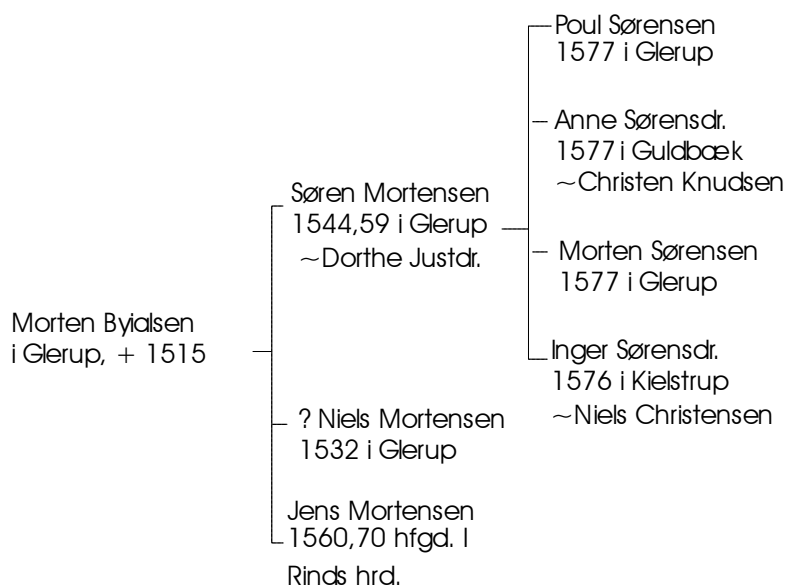 Morten Byialsen
i Glerup, + 1515
Søren Mortensen
1544,59 i Glerup
~Dorthe Justdr.
? Niels Mortensen
1532 i Glerup
Jens Mortensen
1560,70 hfgd. I
Rinds hrd.
Poul Sørensen
1577 i Glerup
Anne Sørensdr.
1577 i Guldbæk
~Christen Knudsen
Morten Sørensen
1577 i Glerup
Inger Sørensdr.
1576 i Kielstrup
~Niels Christensen